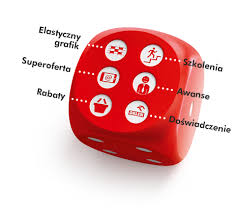 Elastyczny
grafik
Szkolenia
Superoferta
Awanse
Rabaty
Doświadczenie